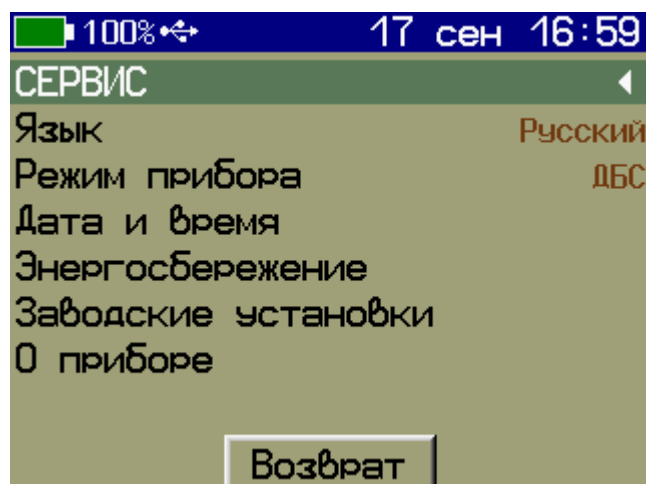 100% 17 сен 16:59
СЕРВИС
Язык Русский
Режим прибора ДБС
Дата и время
Энергосбережение
Заводские установки
О приборе
Возврат